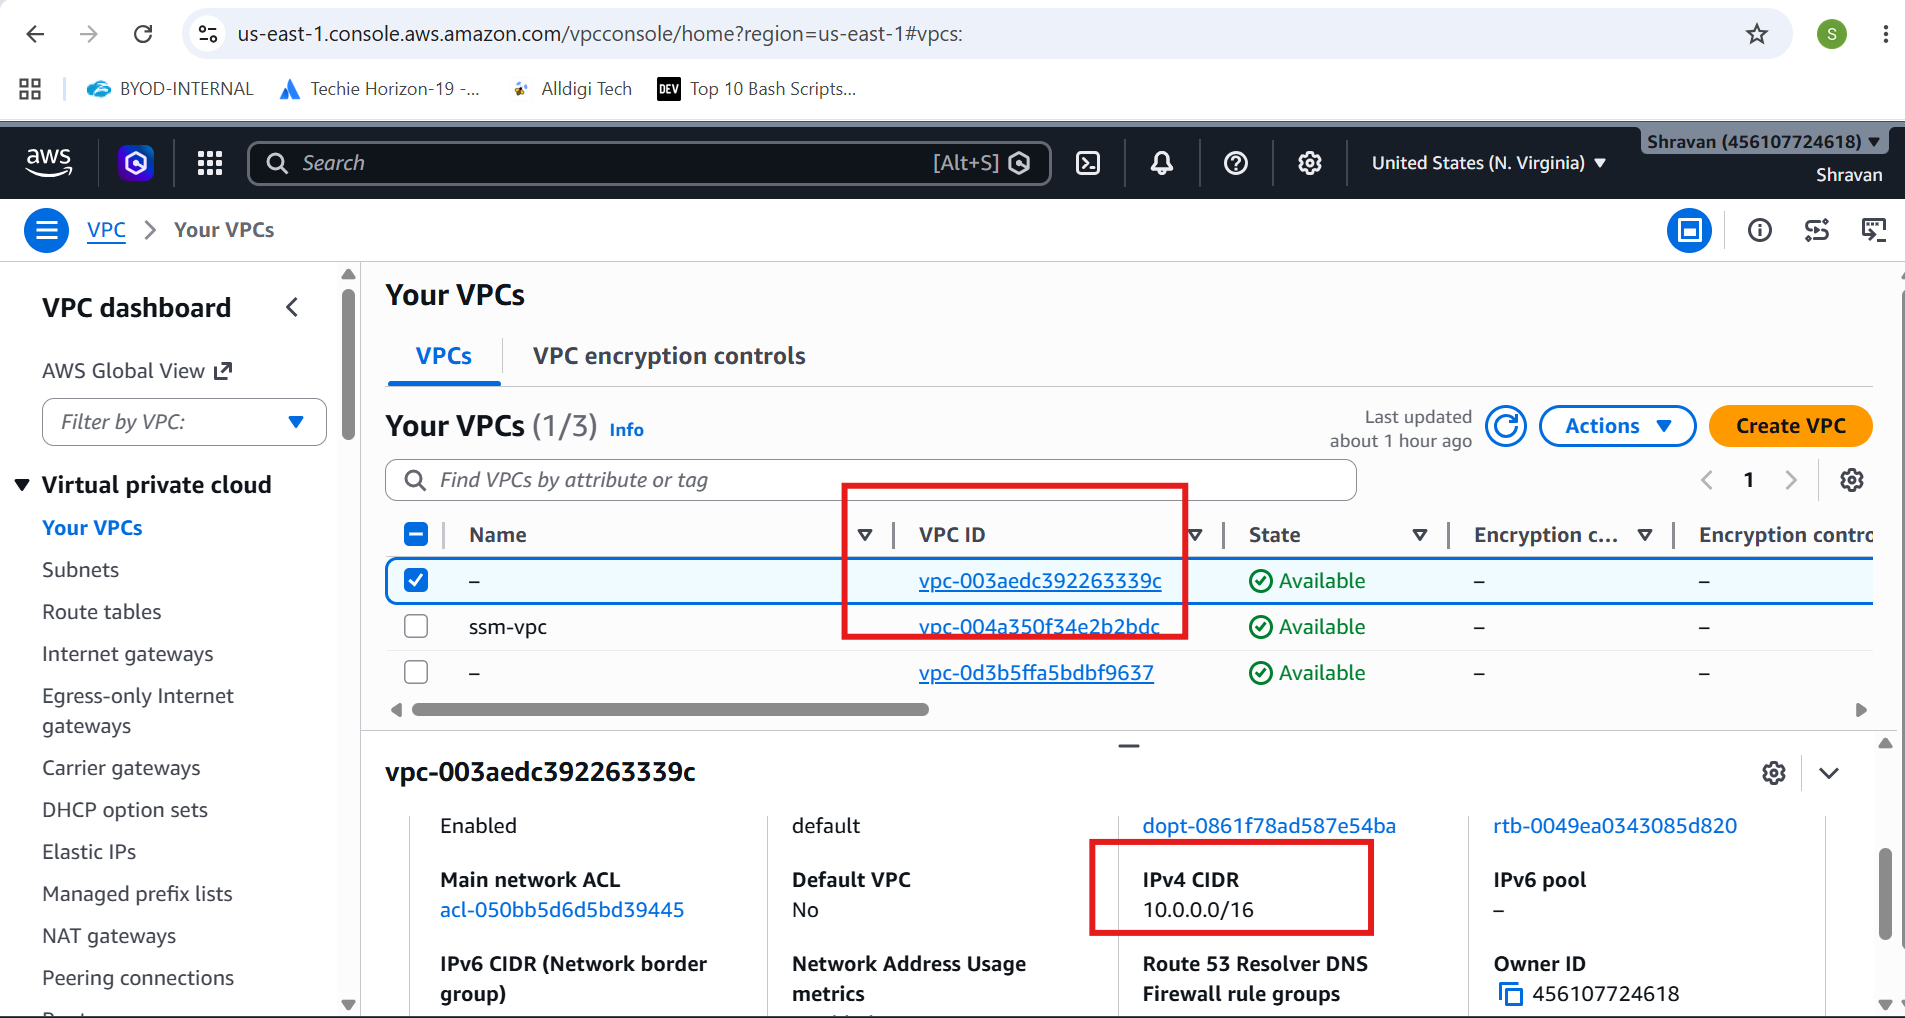 us-east-1.console.aws.amazon.com/vpcconsole/home?region=us-east-1#vpcs:
S
BYOD-INTERNAL
Techie Horizon-19 -...
Alldigi Tech
DEV
Top 10 Bash Scripts...
aws
Search
[Alt+S]
United States (N. Virginia)
Shravan (456107724618)
Shravan
VPC
Your VPCs
VPC dashboard
AWS Global View
Filter by VPC:
Virtual private cloud
Your VPCs
Subnets
Route tables
Internet gateways
Egress-only Internet
gateways
Carrier gateways
DHCP option sets
Elastic IPs
Managed prefix lists
NAT gateways
Peering connections
Your VPCs
VPCs
VPC encryption controls
Your VPCs (1/3) Info
Last updated
about 1 hour ago
Actions
Create VPC
Find VPCs by attribute or tag
1
Name VPC ID State Encryption c... Encryption contro
– vpc-003aedc392263339c Available – –
ssm-vpc vpc-004a350f34e2b2bdc Available – –
– vpc-0d3b5ffa5bdbf9637 Available – –
vpc-003aedc392263339c
Enabled
default
dopt-0861f78ad587e54ba
rtb-0049ea0343085d820
Main network ACL
acl-050bb5d6d5bd39445
Default VPC
No
IPv4 CIDR
10.0.0.0/16
IPv6 pool
–
IPv6 CIDR (Network border
group)
Network Address Usage
metrics
Route 53 Resolver DNS
Firewall rule groups
Owner ID
456107724618